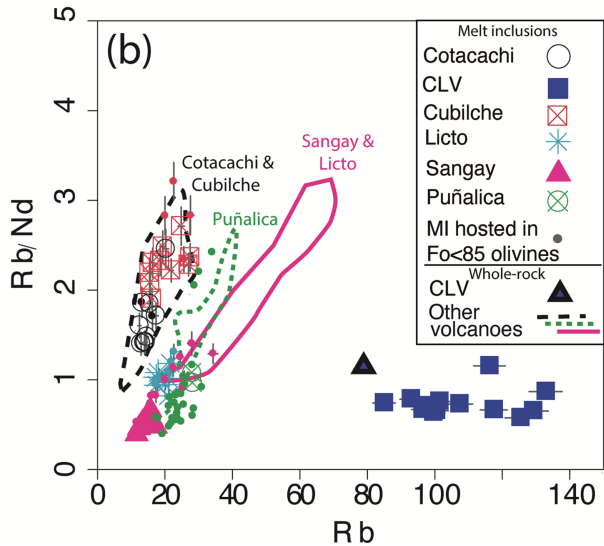 (b)
Melt inclusions
Cotacachi
CLV
Cubilche
Licto
Sangay
Puñalica
MI hosted in
Fo<85 olivines
Whole-rock
CLV
Other
volcanoes
Sangay &
Licto
Cotacachi &
Cubilche
Puñalica
Rb/Nd
5
4
3
2
1
0
0 20 40 60 80 100 120 140
Rb